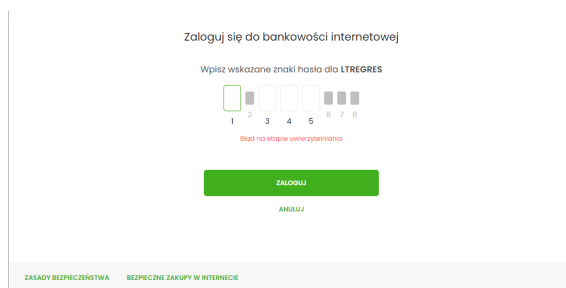 Zaloguj się do bankowości internetowej
Wpisz wskazane znaki hasła dla LTREGRES
1 2 3 4 5 6 7 8
Błąd na etapie uwierzytelniania
ZALOGUJ
ANULUJ
ZASADY BEZPIECZEŃSTWA BEZPIECZNE ZAKUPY W INTERNECIE